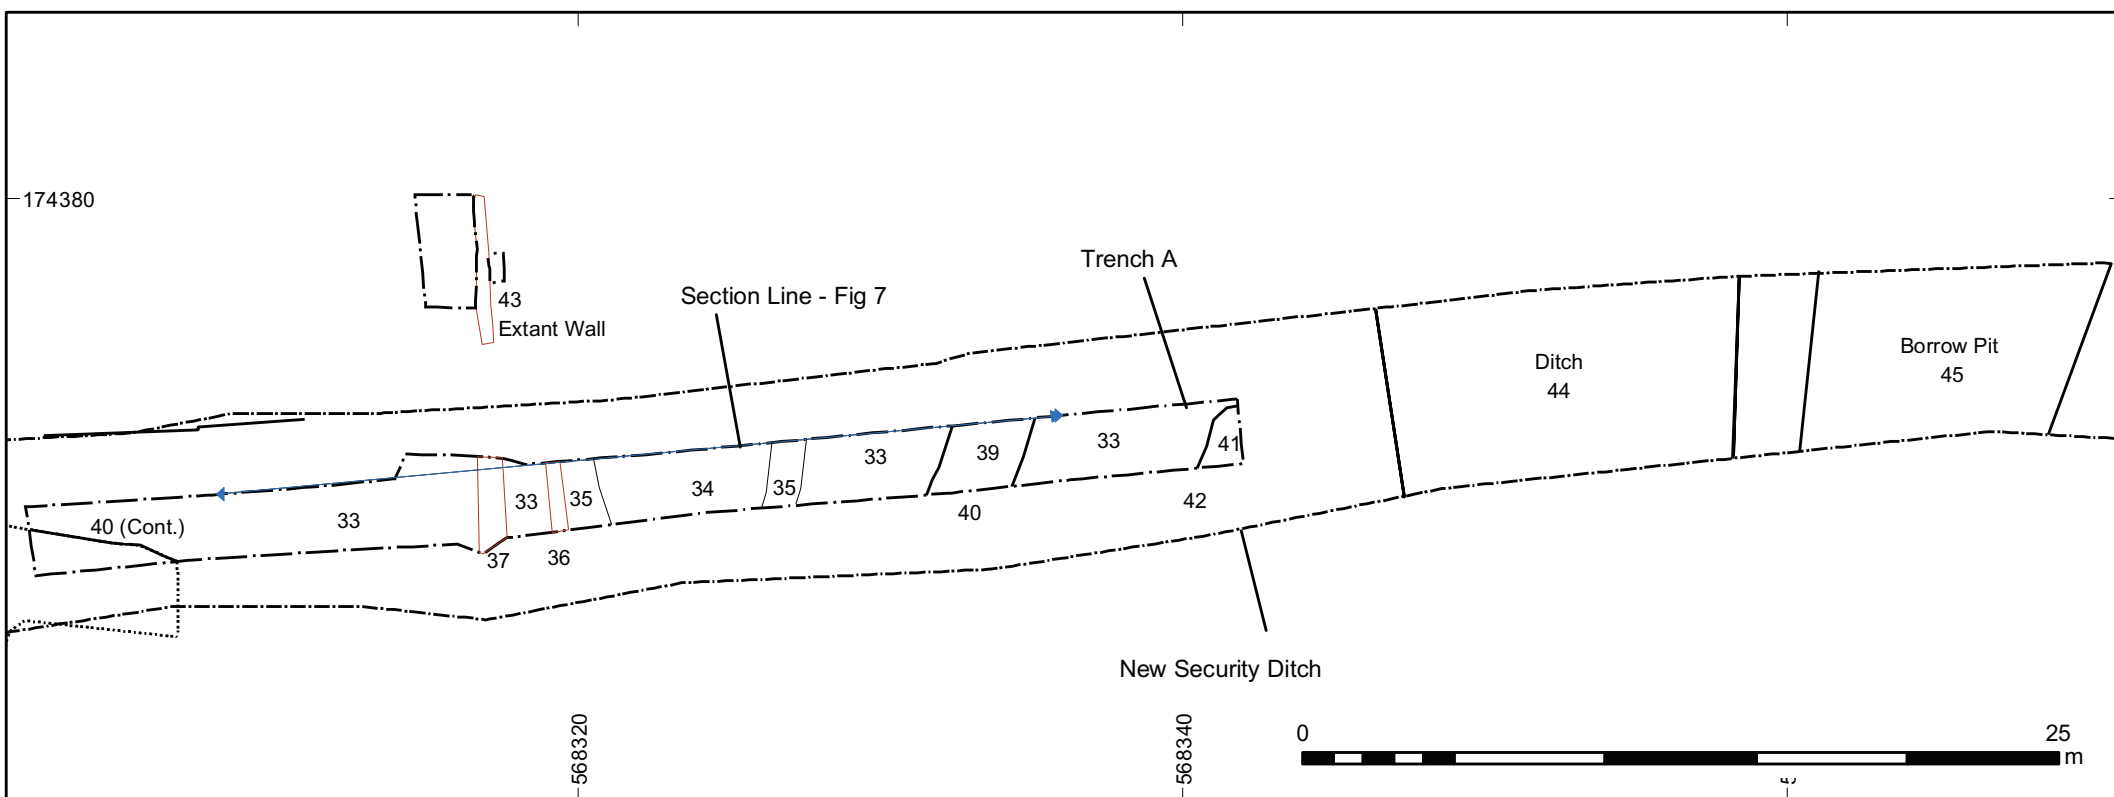 174380
43
Extant Wall
Section Line - Fig 7
Trench A
Ditch
44
Borrow Pit
45
40 (Cont.)
33
37
33
36
35
34
35
33
39
40
33
41
42
New Security Ditch
568320
568340
0
25
m